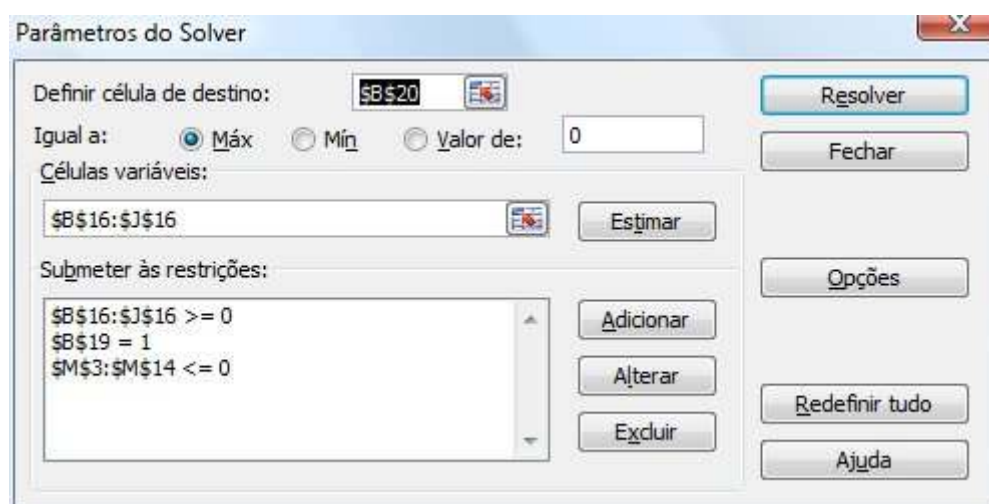 Parâmetros do Solver
Definir célula de destino: $B$20
Resolver
Igual a: Máx Mín Valor de: 0
Fechar
Células variáveis:
$B$16:$J$16
Estimar
Submeter às restrições:
Opções
$B$16:$J$16 >= 0
Adicionar
$B$19 = 1
$M$3:$M$14 <= 0
Alterar
Redefinir tudo
Excluir
Ajuda